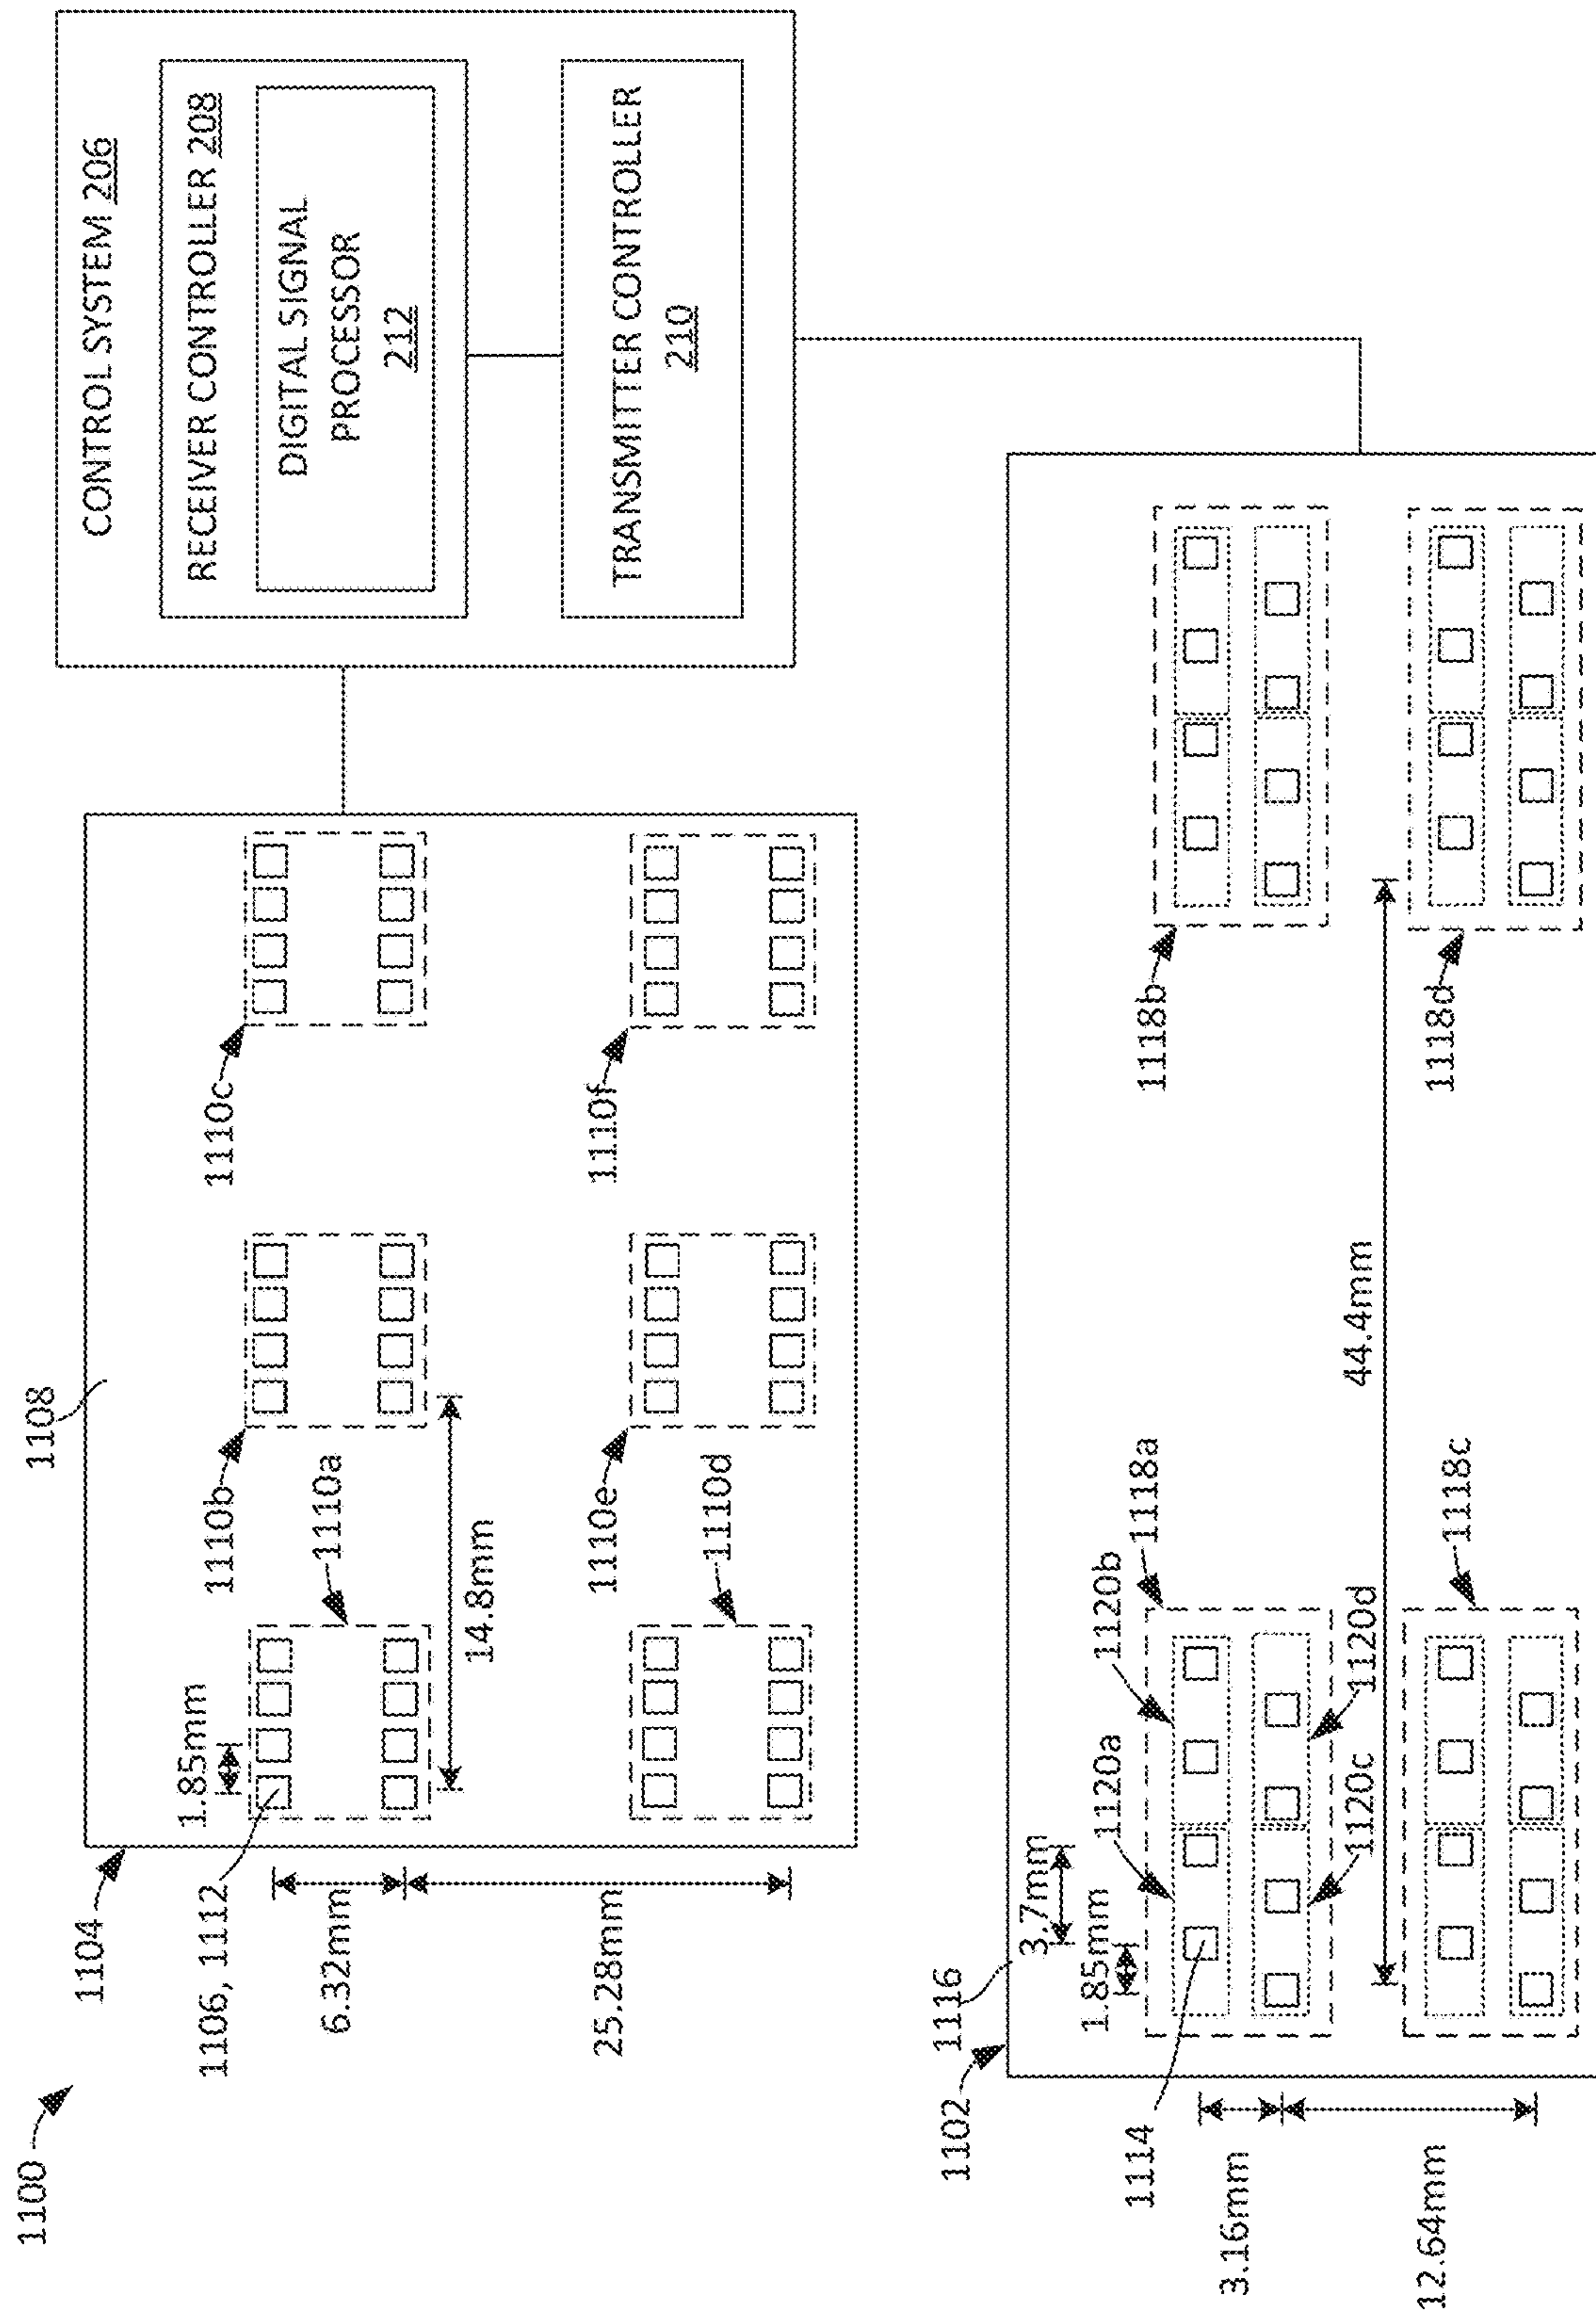 1100
1104
1108
1106, 1112
1.85mm
1110a
1110b
1110c
14.8mm
6.32mm
25.28mm
1110d
1110e
1110f
CONTROL SYSTEM 206
RECEIVER CONTROLLER 208
DIGITAL SIGNAL
PROCESSOR
212
TRANSMITTER CONTROLLER
210
1102
1116
3.7mm
1.85mm
1114
1120a
1120b
1118a
1118b
3.16mm
1120c
1120d
44.4mm
12.64mm
1118c
1118d